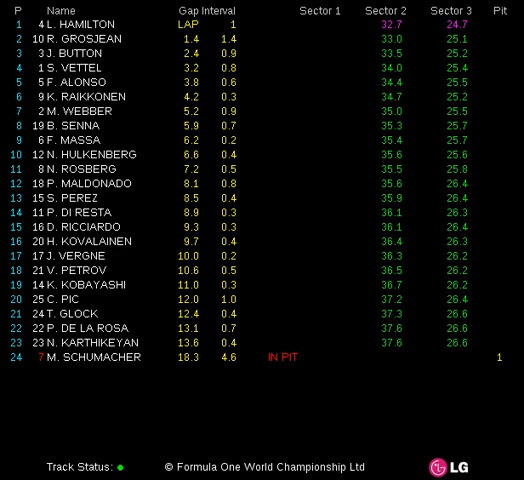 P Name Gap Interval Sector 1 Sector 2 Sector 3 Pit
1 4 L. HAMILTON LAP 1 32.7 24.7
2 10 R. GROSJEAN 1.4 1.4 33.0 25.1
3 3 J. BUTTON 2.4 0.9 33.5 25.2
4 1 S. VETTEL 3.2 0.8 34.0 25.4
5 5 F. ALONSO 3.8 0.6 34.4 25.5
6 9 K. RAIKKONEN 4.2 0.3 34.7 25.2
7 2 M. WEBBER 5.2 0.9 35.0 25.5
8 19 B. SENNA 5.9 0.7 35.3 25.7
9 6 F. MASSA 6.2 0.2 35.4 25.7
10 12 N. HULKENBERG 6.6 0.4 35.6 25.6
11 8 N. ROSBERG 7.2 0.5 35.5 25.8
12 18 P. MALDONADO 8.1 0.8 35.6 26.4
13 15 S. PEREZ 8.5 0.4 35.9 26.4
14 11 P. DI RESTA 8.9 0.3 36.1 26.3
15 16 D. RICCIARDO 9.3 0.3 36.1 26.4
16 20 H. KOVALAINEN 9.7 0.4 36.4 26.3
17 17 J. VERGNE 10.0 0.2 36.3 26.2
18 21 V. PETROV 10.6 0.5 36.5 26.2
19 14 K. KOBAYASHI 11.0 0.3 36.7 26.2
20 25 C. PIC 12.0 1.0 37.2 26.4
21 24 T. GLOCK 12.4 0.4 37.3 26.6
22 22 P. DE LA ROSA 13.1 0.7 37.6 26.6
23 23 N. KARTHIKEYAN 13.6 0.4 37.6 26.6
24 7 M. SCHUMACHER 18.3 4.6 IN PIT 1
Track Status: © Formula One World Championship Ltd LG